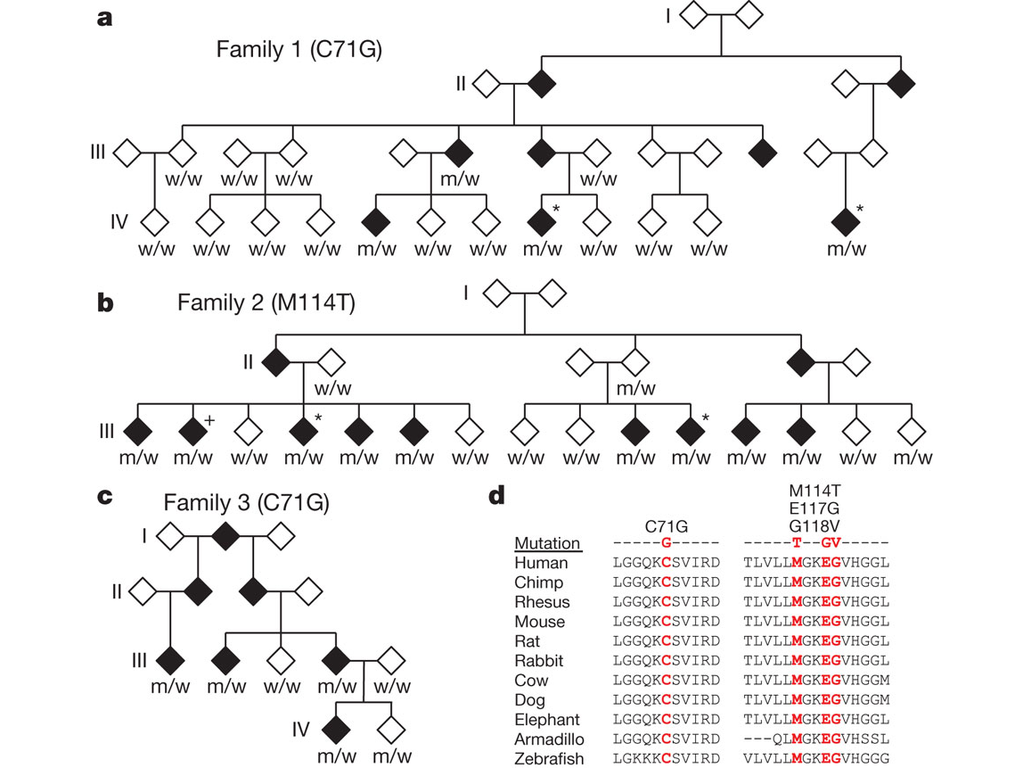 a
Family 1 (C71G)
I
II
III
w/w w/w w/w m/w w/w
IV
* *
w/w w/w w/w w/w m/w w/w w/w m/w w/w w/w w/w m/w
b
Family 2 (M114T)
I
II
w/w m/w
III
+ * *
m/w m/w w/w m/w m/w m/w w/w w/w w/w m/w m/w m/w m/w w/w m/w
c
Family 3 (C71G)
I
II
III
m/w m/w w/w m/w w/w
IV
m/w m/w
d
M114T
E117G
C71G G118V
Mutation -----G----- -----T--GV------
Human LGGQKCSVIRD TLVLLMGKEGVHGGL
Chimp LGGQKCSVIRD TLVLLMGKEGVHGGL
Rhesus LGGQKCSVIRD TLVLLMGKEGVHGGL
Mouse LGGQKCSVIRD TLVLLMGKEGVHGGL
Rat LGGQKCSVIRD TLVLLMGKEGVHGGL
Rabbit LGGQKCSVIRD TLVLLMGKEGVHGGL
Cow LGGQKCSVIRD TLVLLMGKEGVHGGM
Dog LGGQKCSVIRD TLVLLMGKEGVHGGM
Elephant LGGQKCSVIRD TLVLLMGKEGVHGGL
Armadillo LGGQKCSVIRD ---QLMGKEGVHSSL
Zebrafish LGKKKCSVIRD VLVLLMGKEGVHGGG